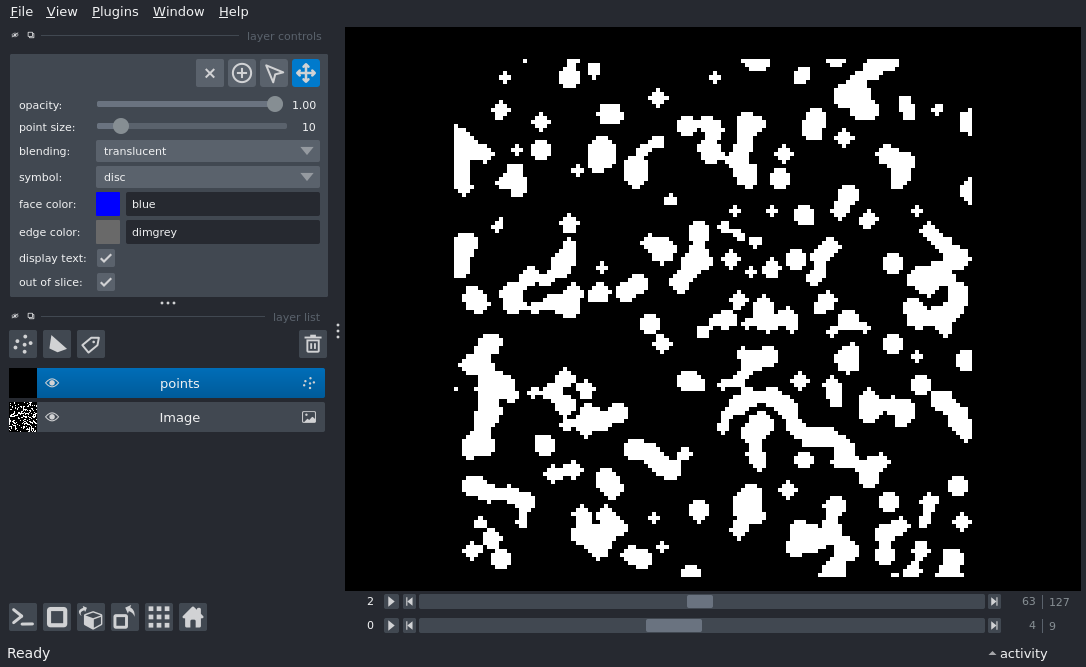 File View Plugins Window Help
layer controls
opacity: 1.00
point size: 10
blending: translucent
symbol: disc
face color: blue
edge color: dimgrey
display text:
out of slice:
layer list
points
Image
2 63 127
0 4 9
Ready activity